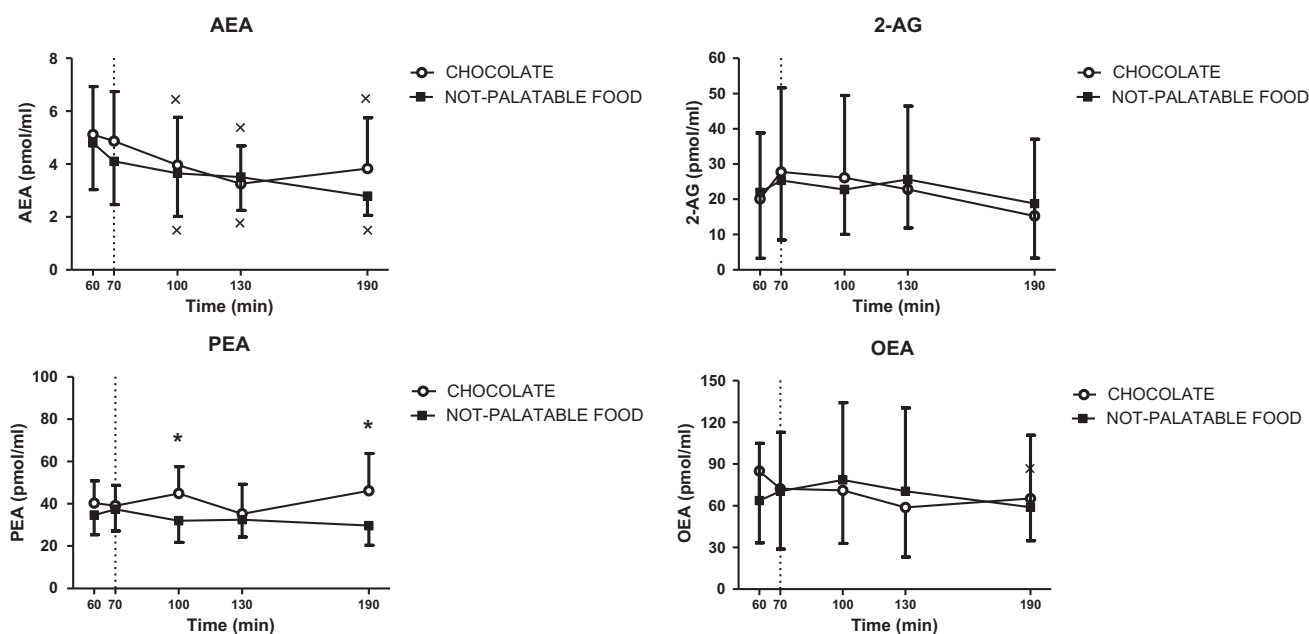 AEA
8
6
4
2
0
AEA (pmol/ml)
×
×
×
×
×
×
60 70 100 130 190
Time (min)
CHOCOLATE
NOT-PALATABLE FOOD
2-AG
60
50
40
30
20
10
0
2-AG (pmol/ml)
60 70 100 130 190
Time (min)
CHOCOLATE
NOT-PALATABLE FOOD
PEA
100
80
60
40
20
0
PEA (pmol/ml)
*
*
60 70 100 130 190
Time (min)
CHOCOLATE
NOT-PALATABLE FOOD
OEA
150
120
90
60
30
0
OEA (pmol/ml)
×
60 70 100 130 190
Time (min)
CHOCOLATE
NOT-PALATABLE FOOD